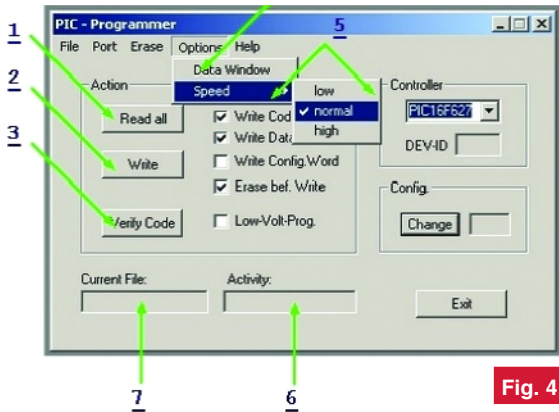 PIC - Programmer
1
File Port Erase Options Help
5
Data Window
Action
Speed
low
Controller
Read all
Write Cod
normal
PIC16F627
2
Write Data
high
DEV-ID
Write
Write Config.Word
3
Erase bef. Write
Config.
Verify Code
Low-Volt-Prog.
Change
Current File:
Activity:
Exit
Fig. 4
7
6